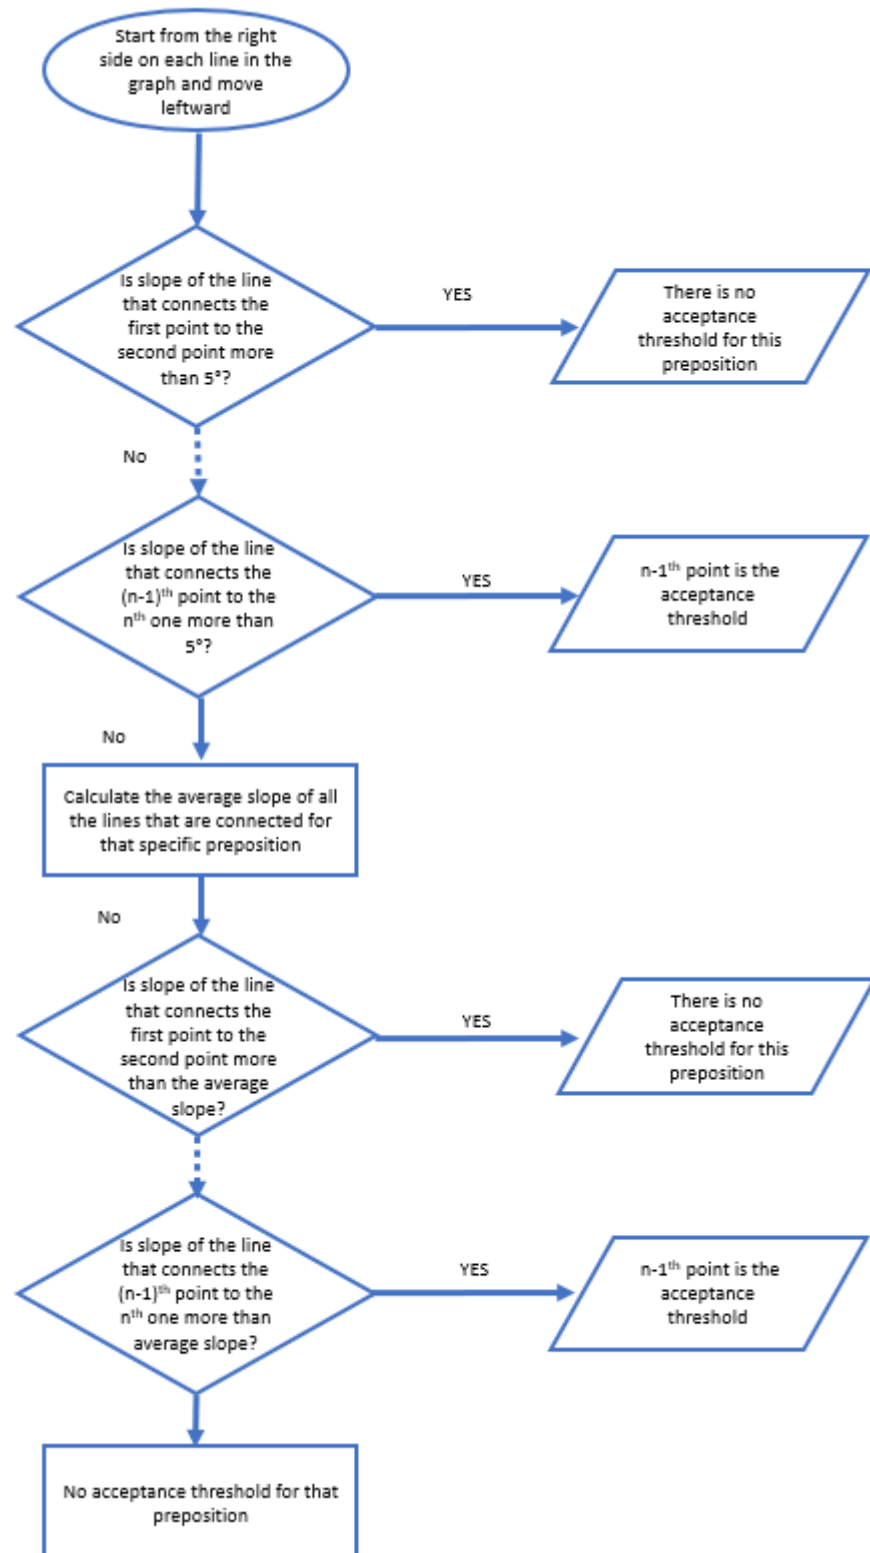 Start from the right
side on each line in the
graph and move
leftward
Is slope of the line
that connects the
first point to the
second point more
than 5°?
YES
There is no
acceptance
threshold for this
preposition
No
Is slope of the line
that connects the
(n-1)th point to the
nth one more than
5°?
YES
n-1th point is the
acceptance
threshold
No
Calculate the average slope of all
the lines that are connected for
that specific preposition
No
Is slope of the line
that connects the
first point to the
second point more
than the average
slope?
YES
There is no
acceptance
threshold for this
preposition
Is slope of the line
that connects the
(n-1)th point to the
nth one more than
average slope?
YES
n-1th point is the
acceptance
threshold
No acceptance threshold for that
preposition